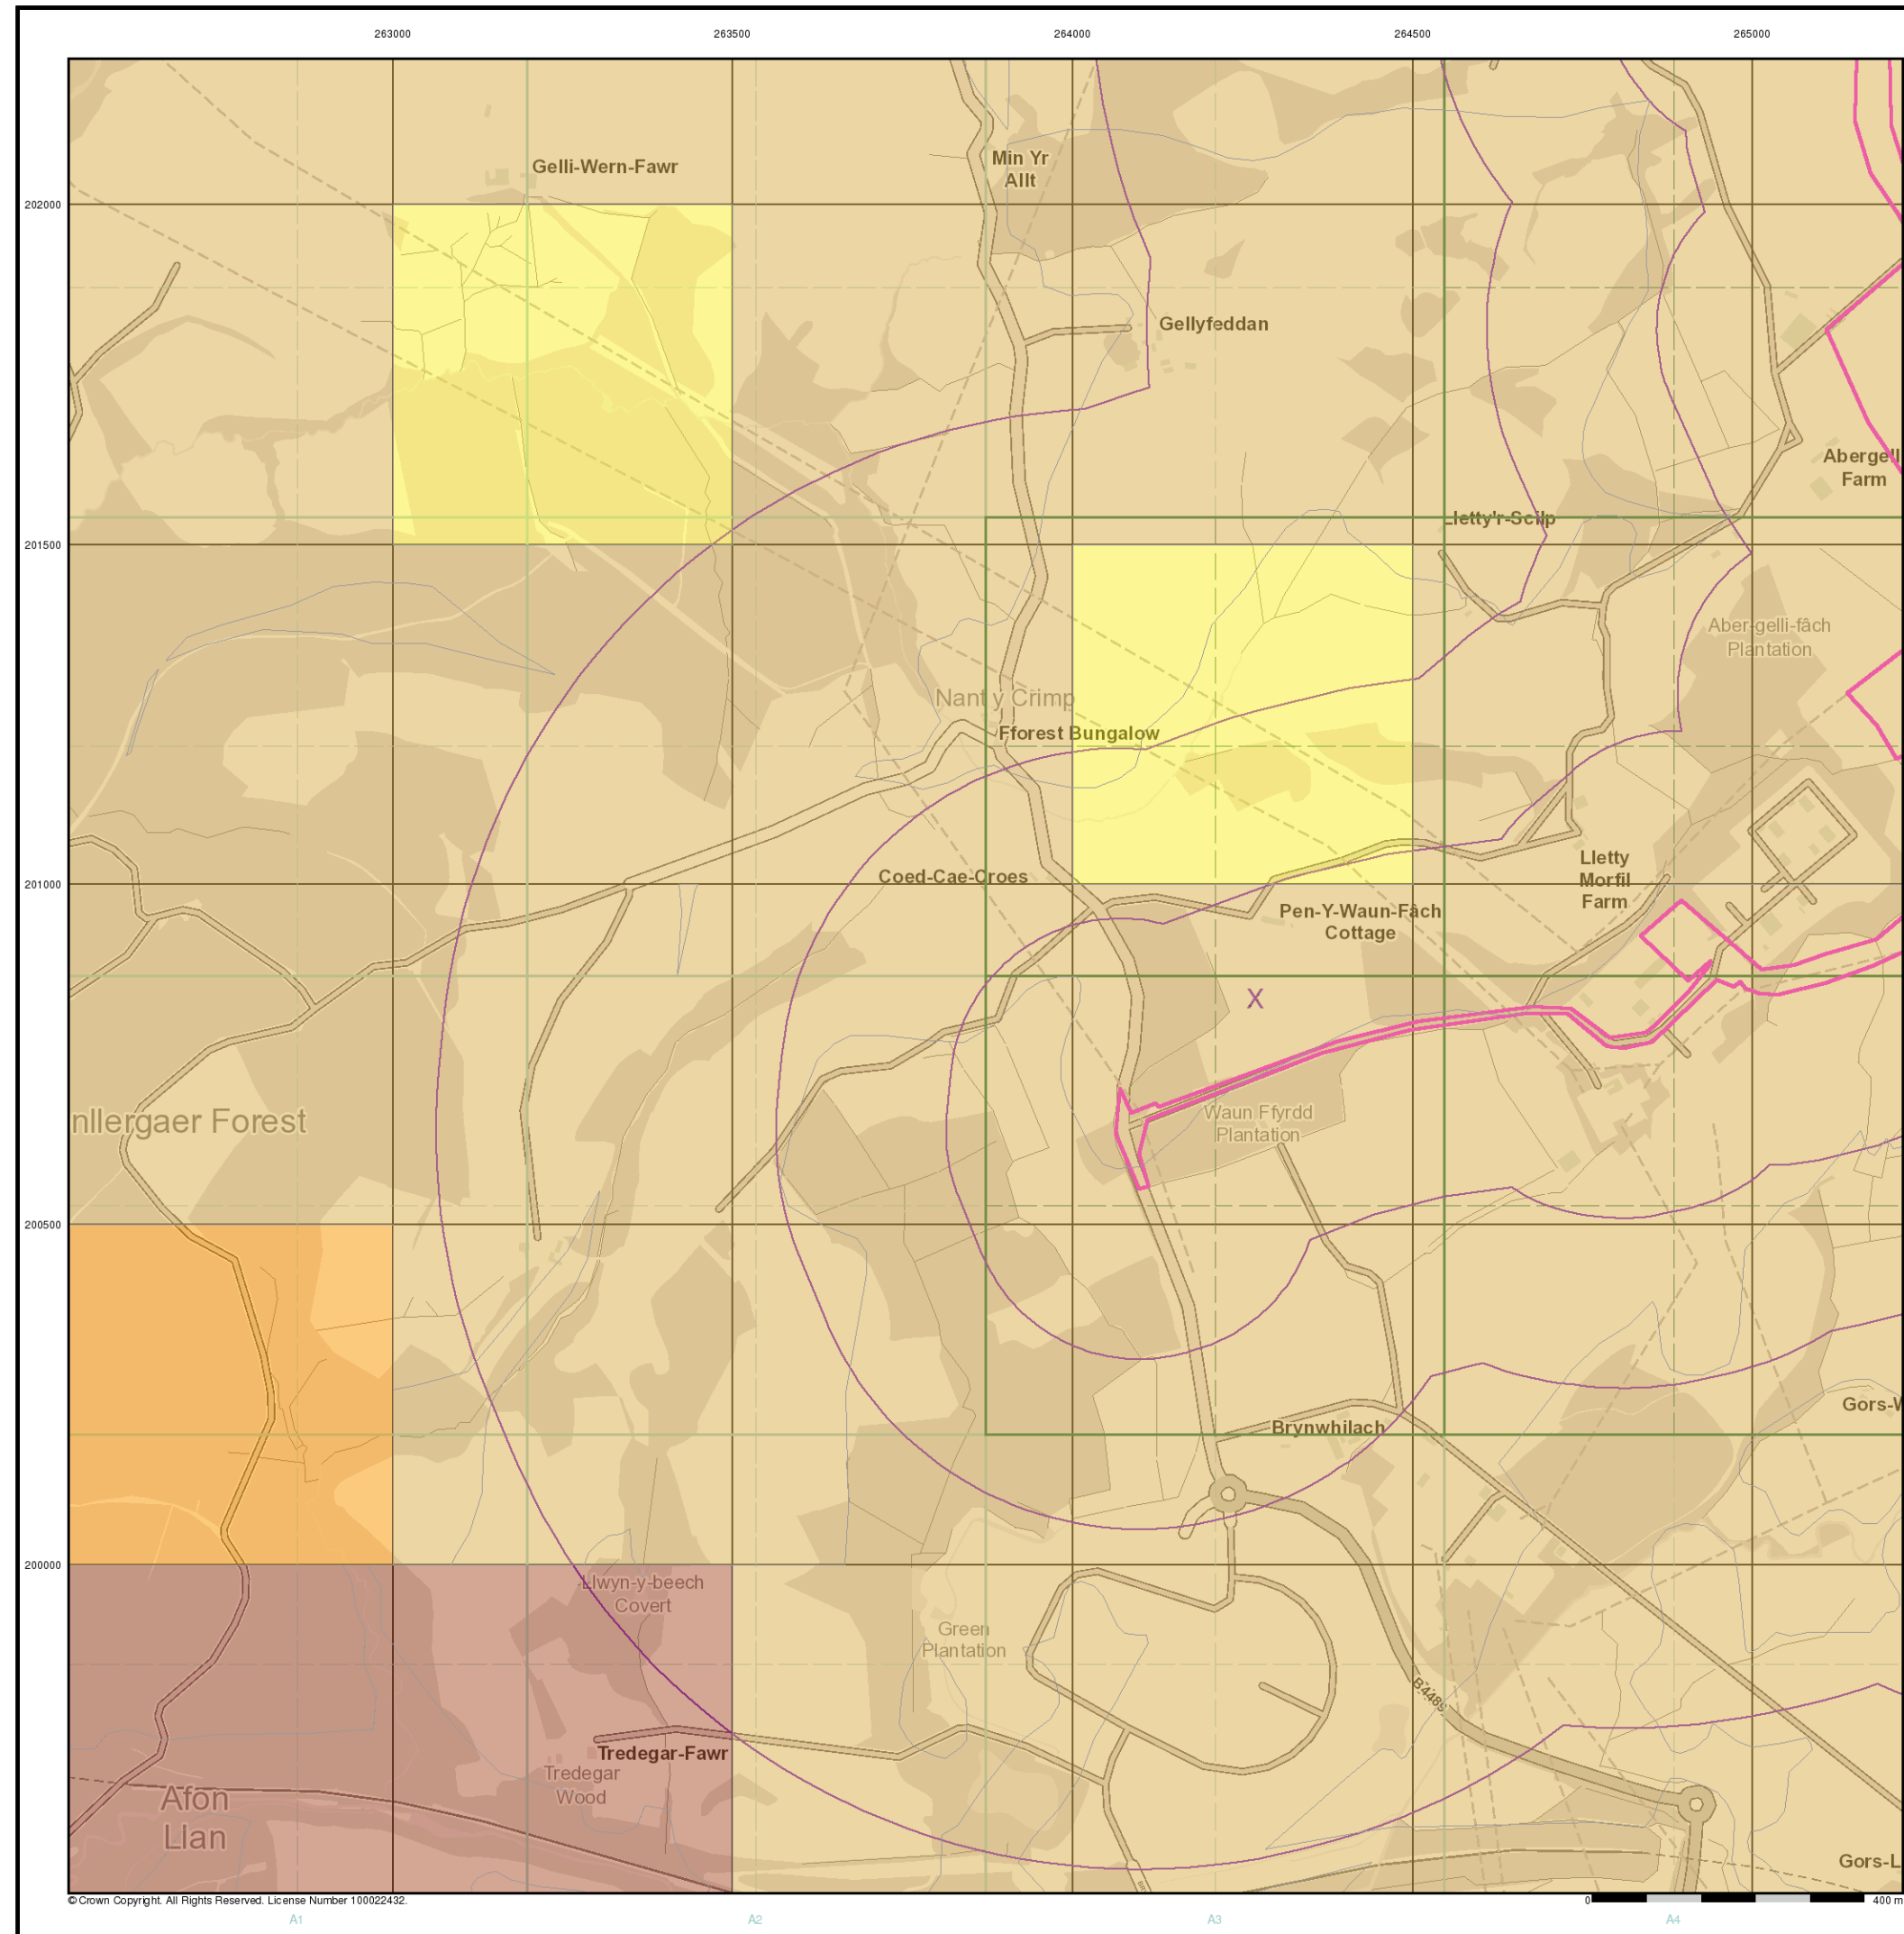 263000 263500 264000 264500 265000
Gelli-Wern-Fawr
Min Yr
Allt
202000
Gellyfeddan
Abergell
Farm
Lletty'r-Scilp
201500
Aber-gelli-fâch
Plantation
Nant y Crimp
Fforest Bungalow
Lletty
Morfil
Farm
Coed-Cae-Croes
201000
Pen-Y-Waun-Fâch
Cottage
X
nllergaer Forest
Waun Ffyrdd
Plantation
200500
Gors-W
Brynwhilach
200000
Llwyn-y-beech
Covert
Green
Plantation
B4489
Tredegar-Fawr
Tredegar
Wood
Afon
Llan
Gors-L
© Crown Copyright. All Rights Reserved. License Number 100022432.
0 400 m
A1 A2 A3 A4